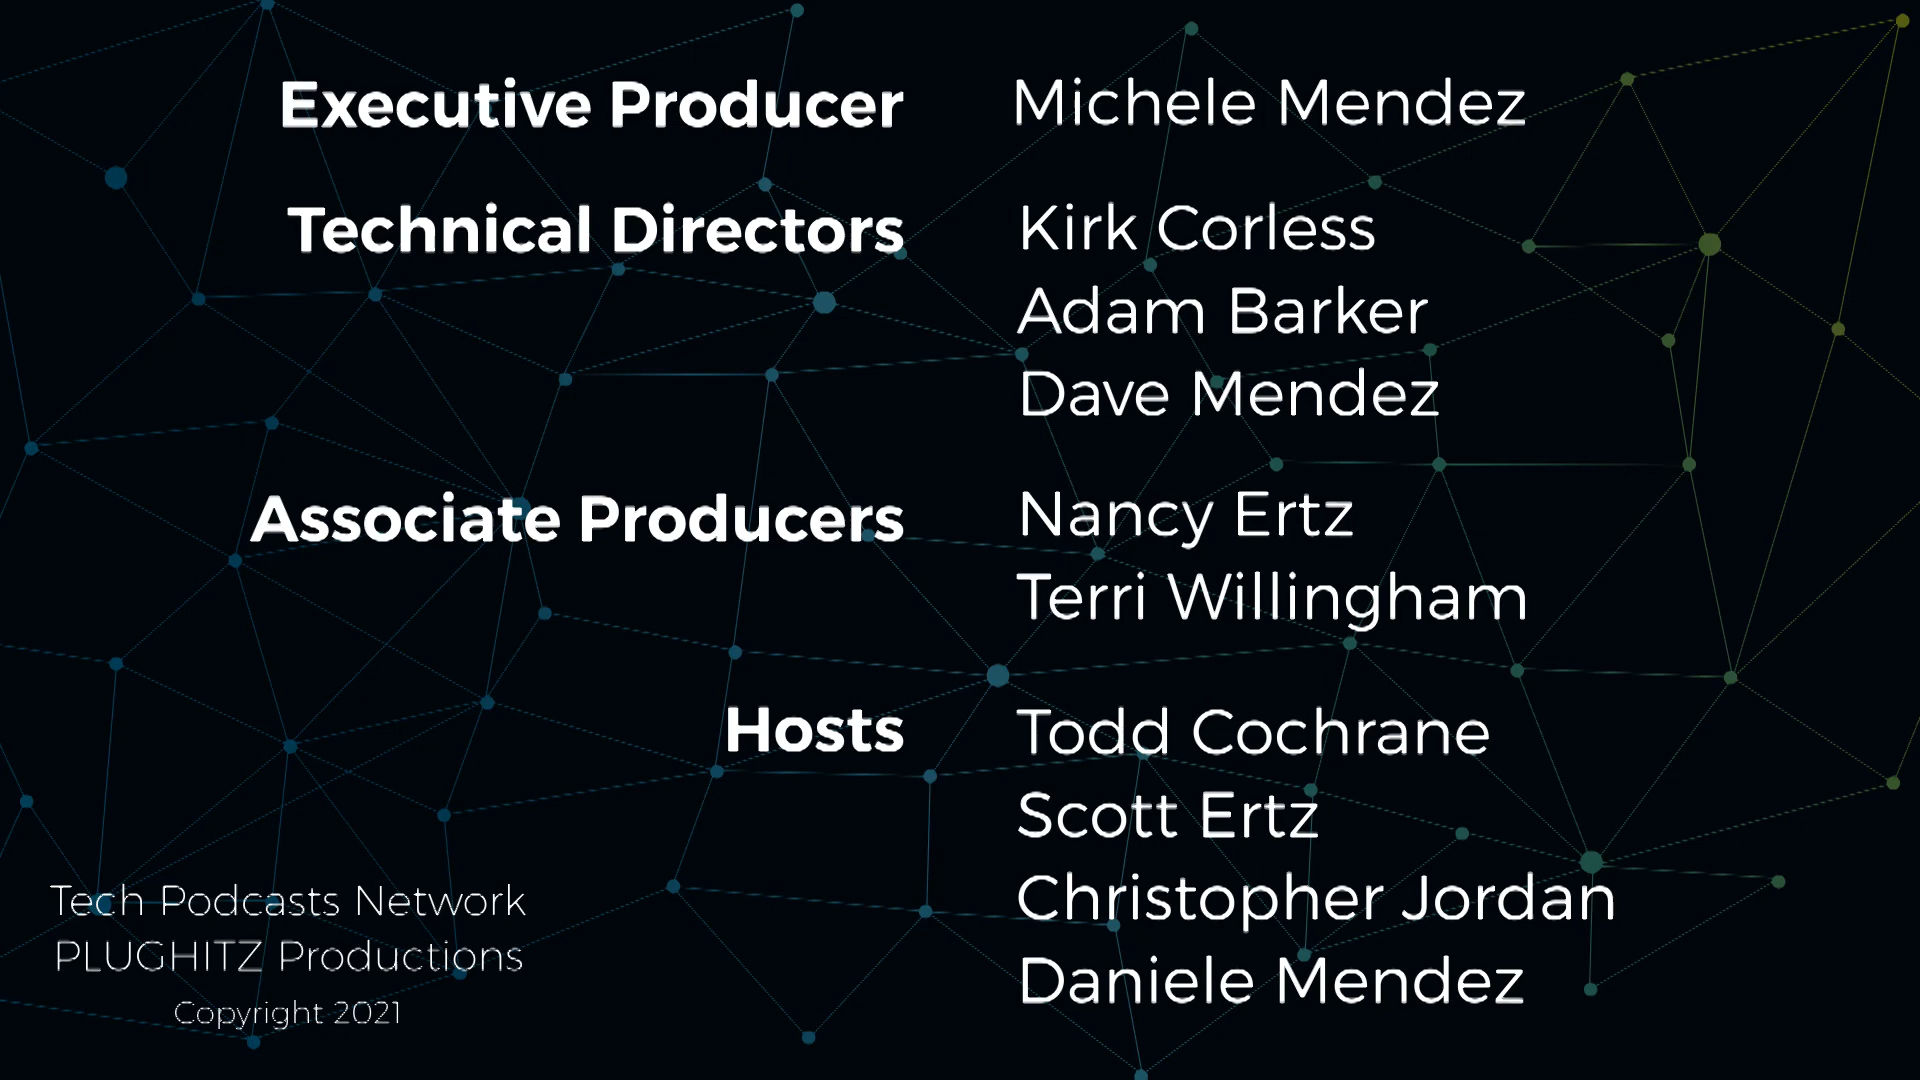 Executive Producer Michele Mendez
Technical Directors Kirk Corless
Adam Barker
Dave Mendez
Associate Producers Nancy Ertz
Terri Willingham
Hosts Todd Cochrane
Scott Ertz
Christopher Jordan
Daniele Mendez
Tech Podcasts Network
PLUGHITZ Productions
Copyright 2021